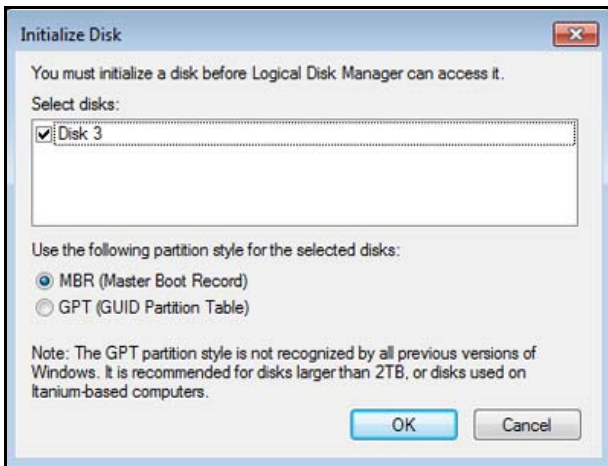 Initialize Disk
You must initialize a disk before Logical Disk Manager can access it.
Select disks:
Disk 3
Use the following partition style for the selected disks:
MBR (Master Boot Record)
GPT (GUID Partition Table)
Note: The GPT partition style is not recognized by all previous versions of
Windows. It is recommended for disks larger than 2TB, or disks used on
Itanium-based computers.
OK Cancel